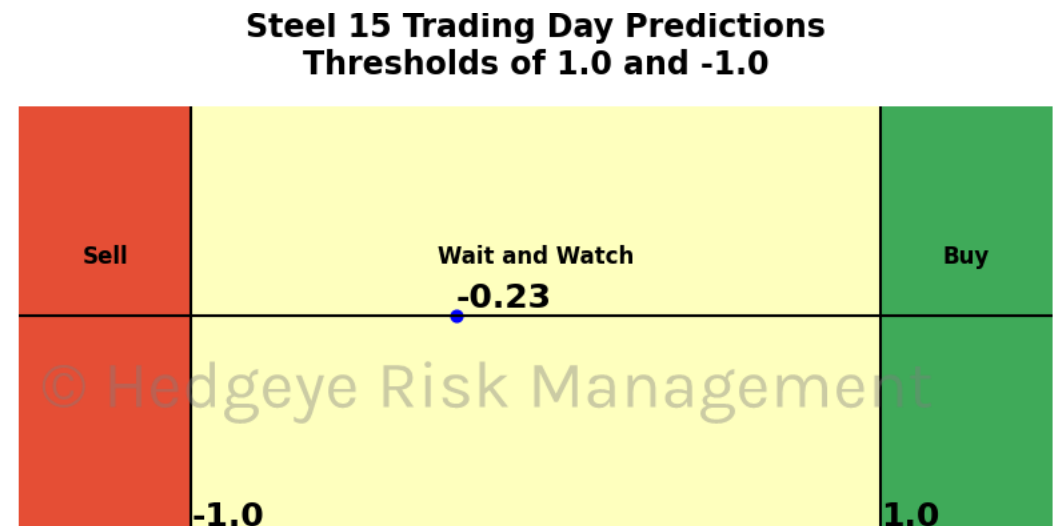 Steel 15 Trading Day Predictions
Thresholds of 1.0 and -1.0
Sell
Wait and Watch
Buy
-0.23
© Hedgeye Risk Management
-1.0
1.0